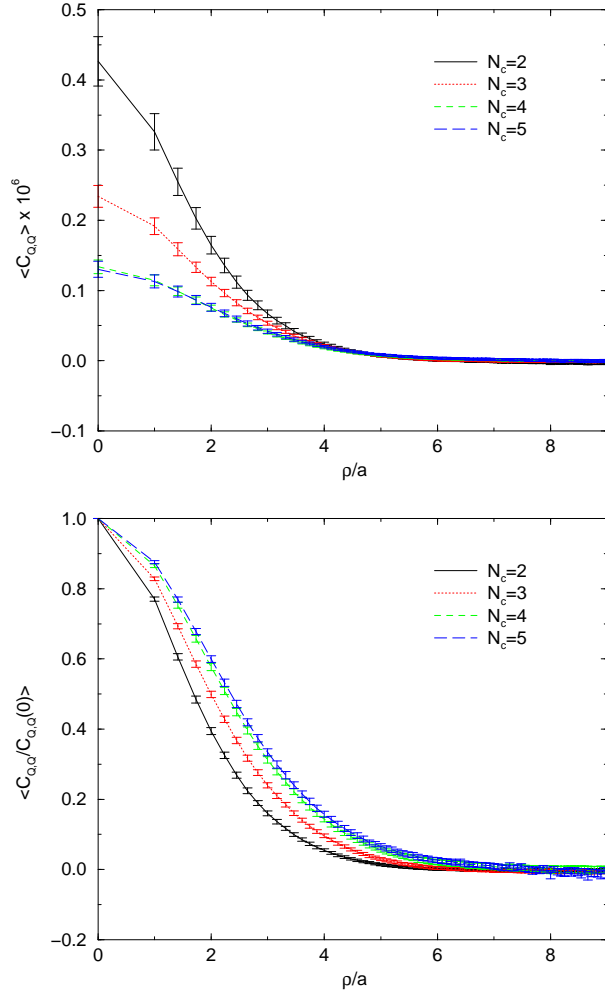 0.5
0.4
0.3
0.2
0.1
0.0
−0.1
<C_{Q,Q}> x 10^6
N_c=2
N_c=3
N_c=4
N_c=5
0 2 4 6 8
ρ/a
1.0
0.8
0.6
0.4
0.2
0.0
−0.2
<C_{Q,Q}/C_{Q,Q}(0)>
N_c=2
N_c=3
N_c=4
N_c=5
0 2 4 6 8
ρ/a